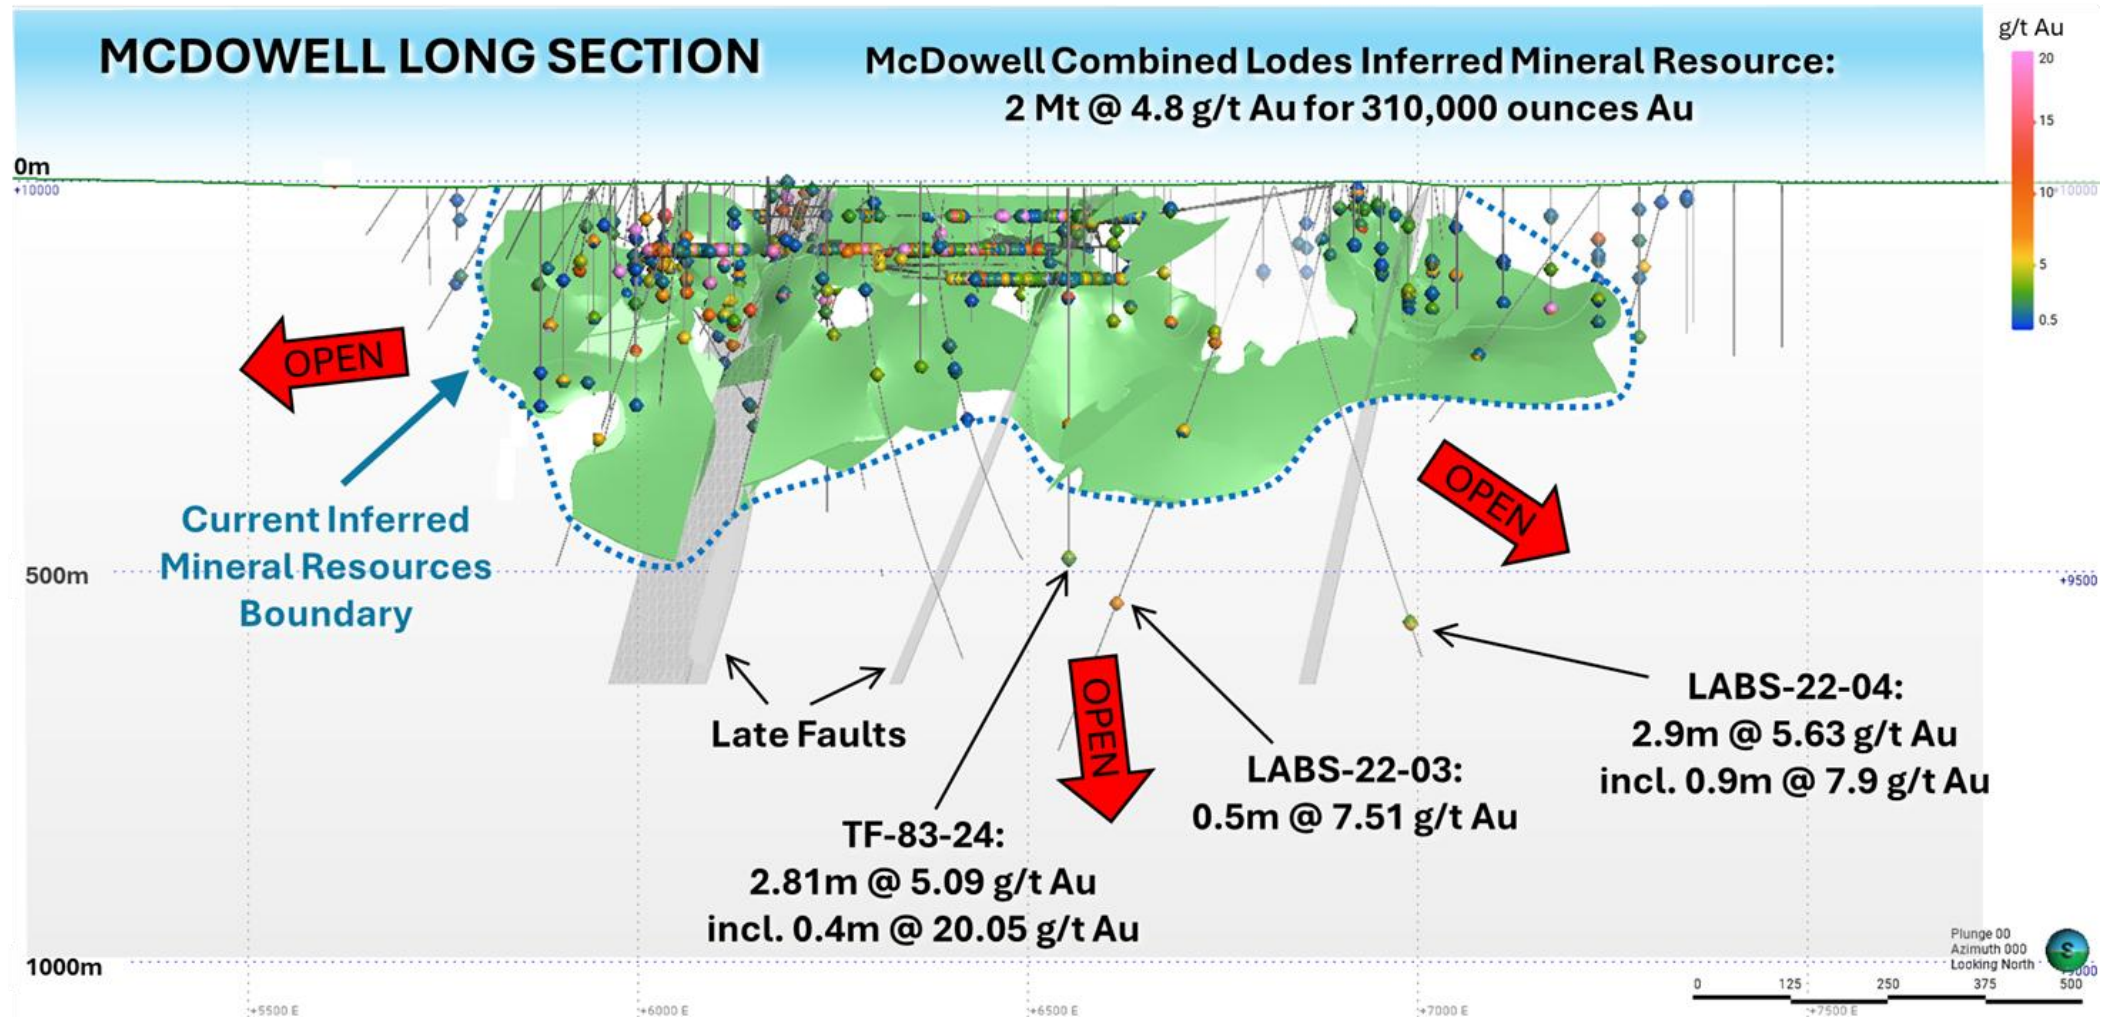 MCDOWELL LONG SECTION
McDowell Combined Lodes Inferred Mineral Resource:
2 Mt @ 4.8 g/t Au for 310,000 ounces Au
g/t Au
20
15
10
5
0.5
0m
+10000
+10000
OPEN
Current Inferred
Mineral Resources
Boundary
OPEN
500m
+9500
Late Faults
OPEN
TF-83-24:
2.81m @ 5.09 g/t Au
incl. 0.4m @ 20.05 g/t Au
LABS-22-03:
0.5m @ 7.51 g/t Au
LABS-22-04:
2.9m @ 5.63 g/t Au
incl. 0.9m @ 7.9 g/t Au
1000m
Plunge 00
Azimuth 000
Looking North
S
0 125 250 375 500
+5500 E
+6000 E
+6500 E
+7000 E
+7500 E